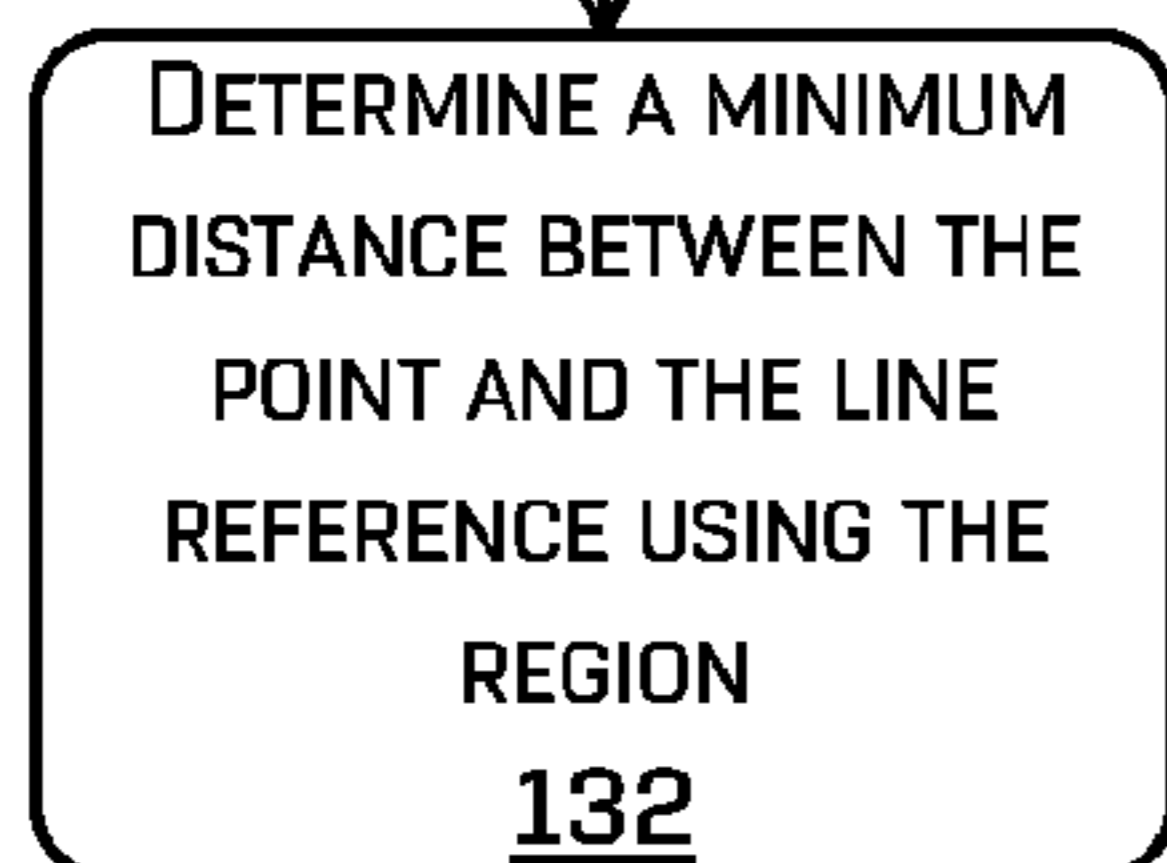 DETERMINE A MINIMUM
DISTANCE BETWEEN THE
POINT AND THE LINE
REFERENCE USING THE
REGION
132